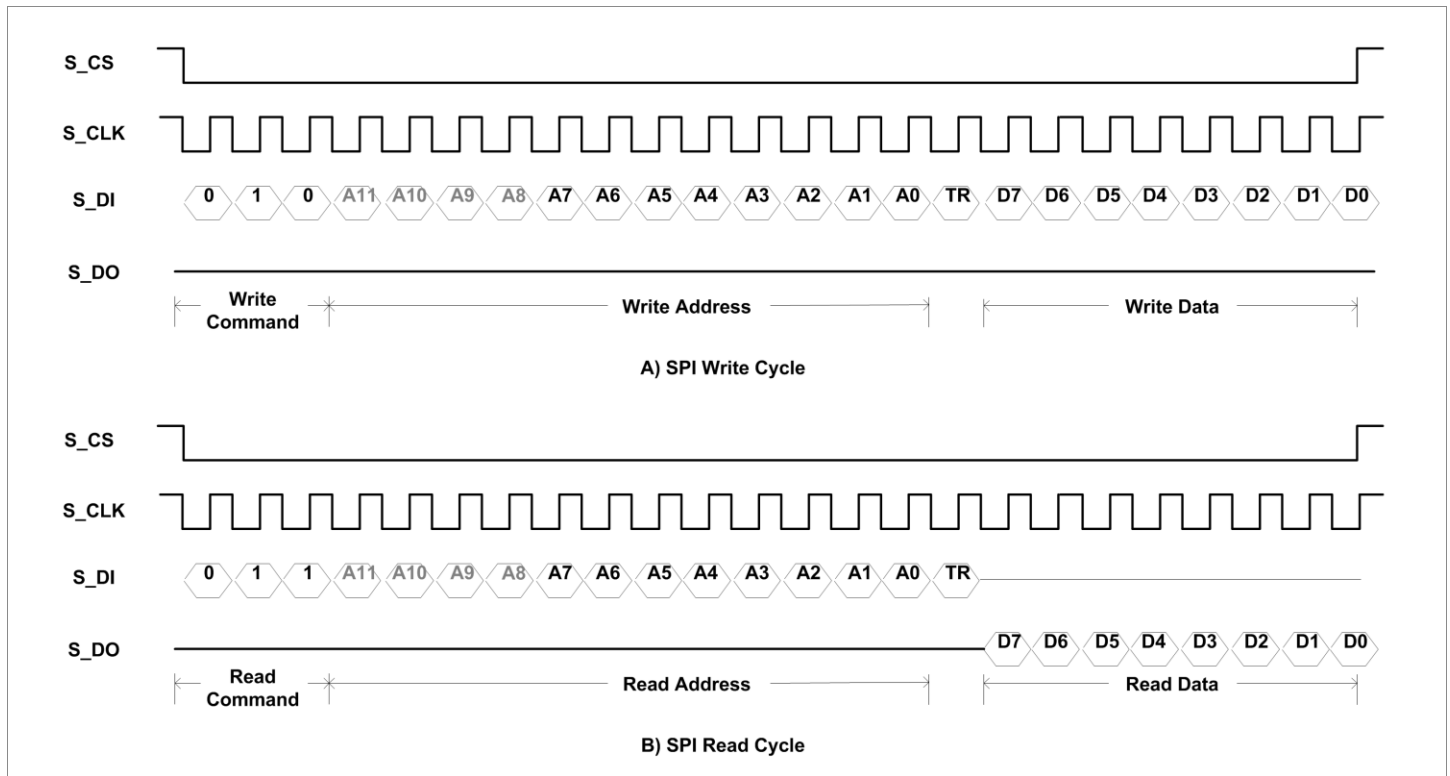 S_CS
S_CLK
S_DI 0 1 0 A11 A10 A9 A8 A7 A6 A5 A4 A3 A2 A1 A0 TR D7 D6 D5 D4 D3 D2 D1 D0
S_DO
Write Command
Write Address
Write Data
A) SPI Write Cycle
S_CS
S_CLK
S_DI 0 1 1 A11 A10 A9 A8 A7 A6 A5 A4 A3 A2 A1 A0 TR
S_DO D7 D6 D5 D4 D3 D2 D1 D0
Read Command
Read Address
Read Data
B) SPI Read Cycle